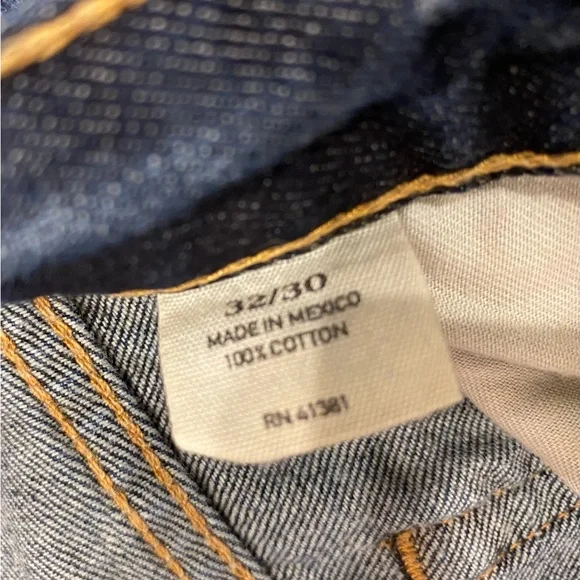 32/30
MADE IN MEXICO
100% COTTON
RN 41381